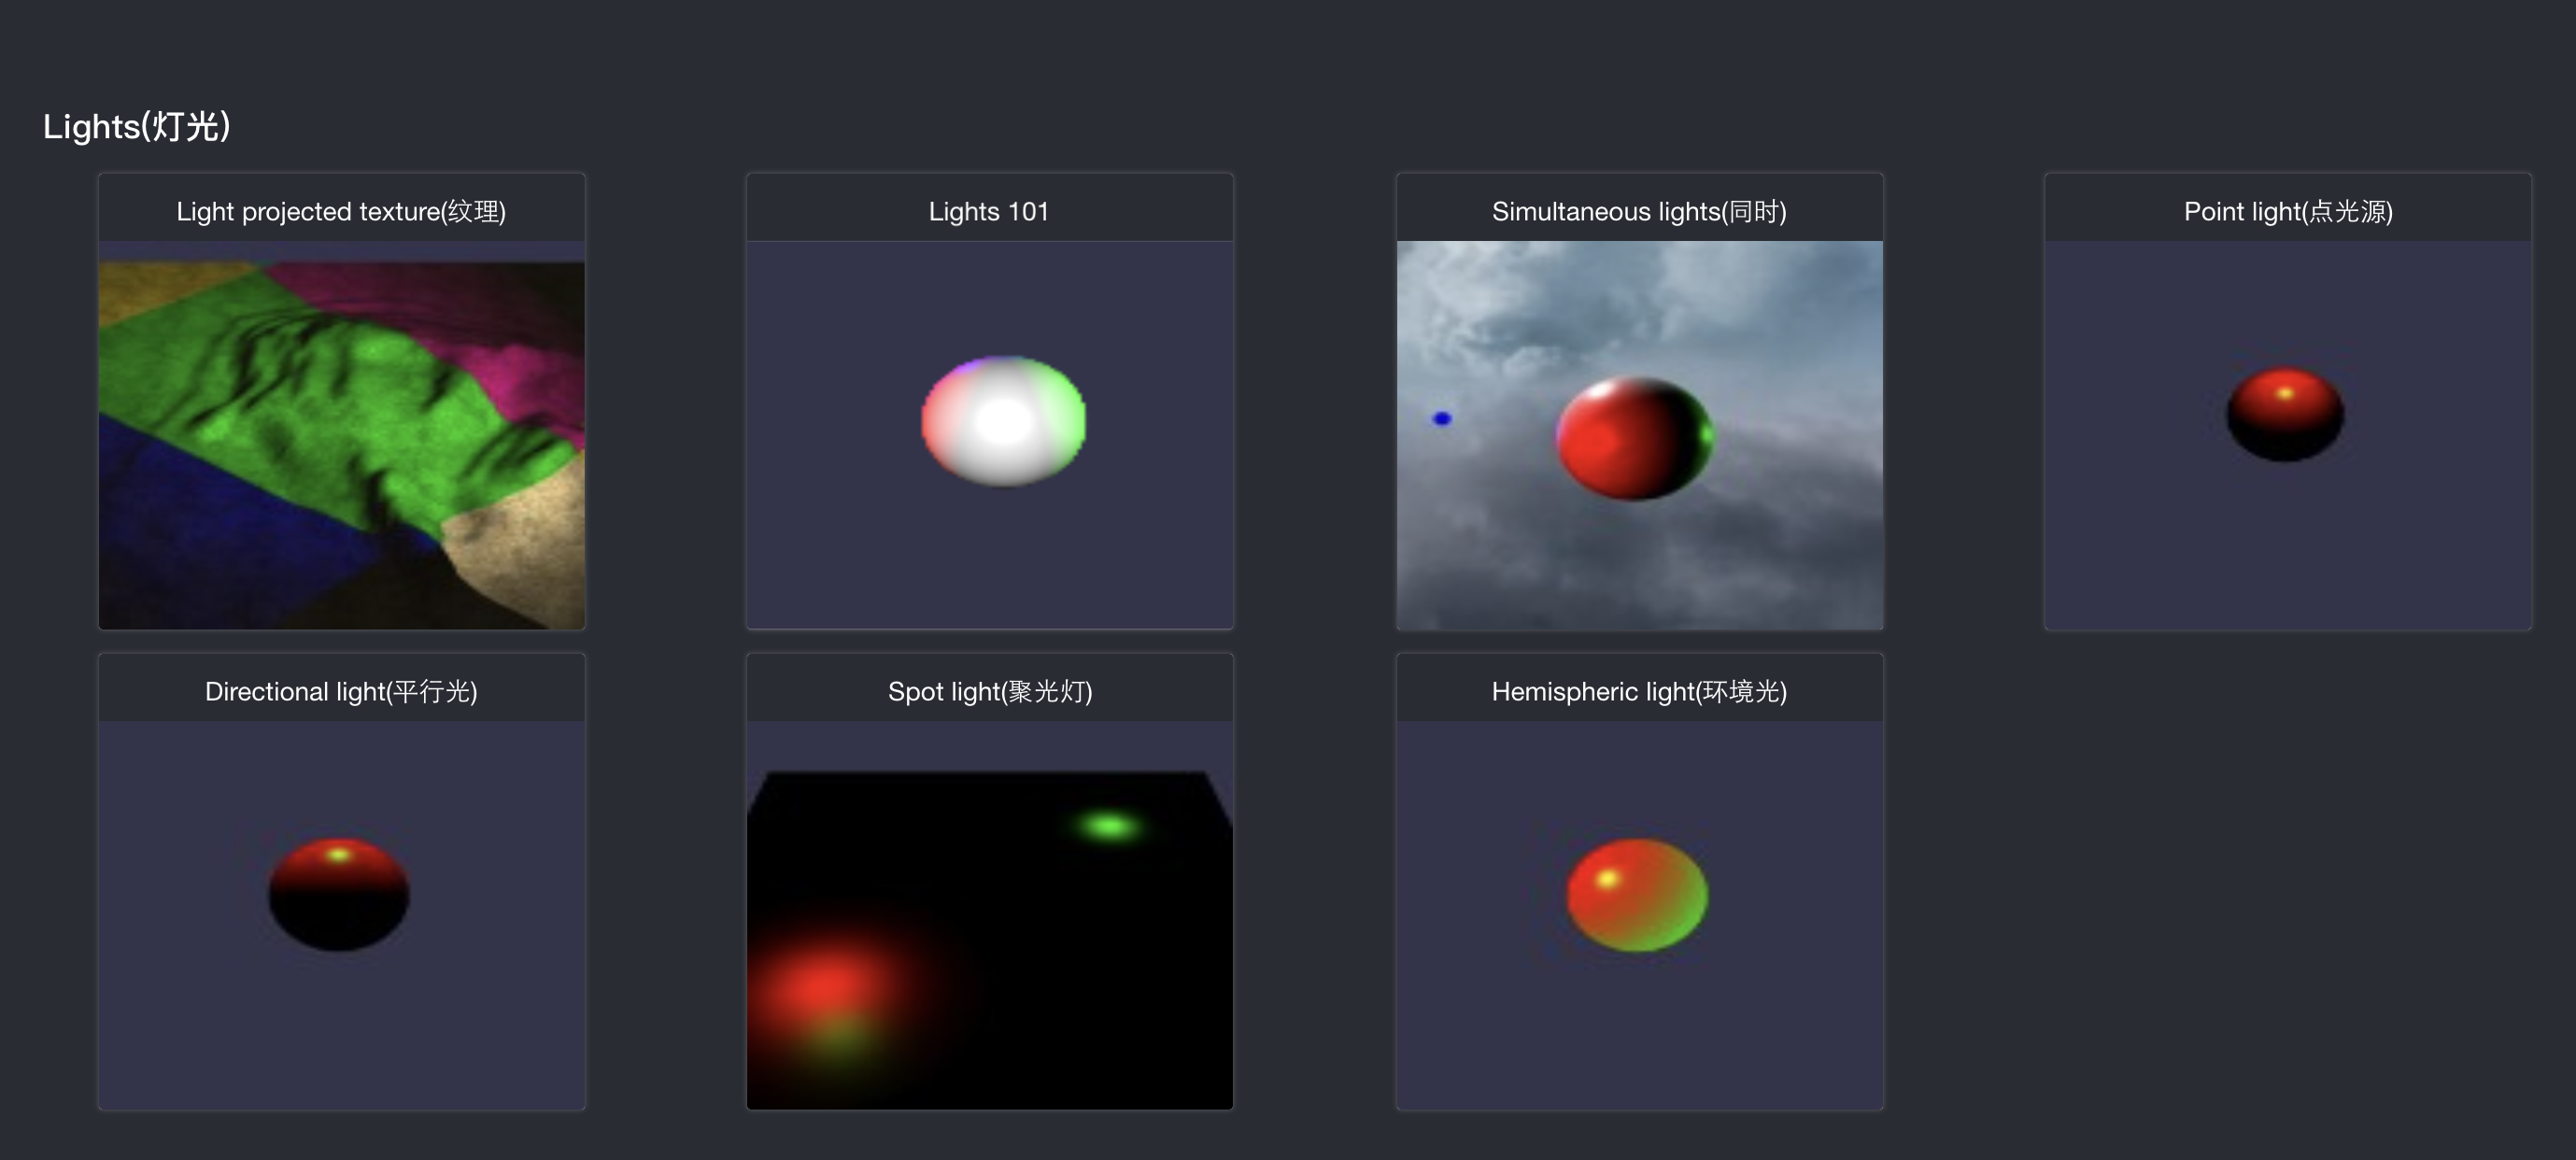 Lights(灯光)
Light projected texture(纹理)
Lights 101
Simultaneous lights(同时)
Point light(点光源)
Directional light(平行光)
Spot light(聚光灯)
Hemispheric light(环境光)